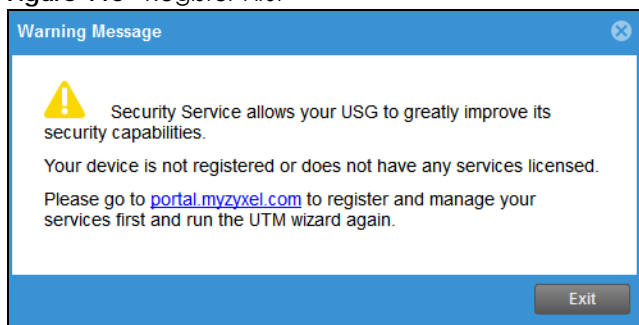 Warning Message
Security Service allows your USG to greatly improve its
security capabilities.
Your device is not registered or does not have any services licensed.
Please go to portal.myzyxel.com to register and manage your
services first and run the UTM wizard again.
Exit